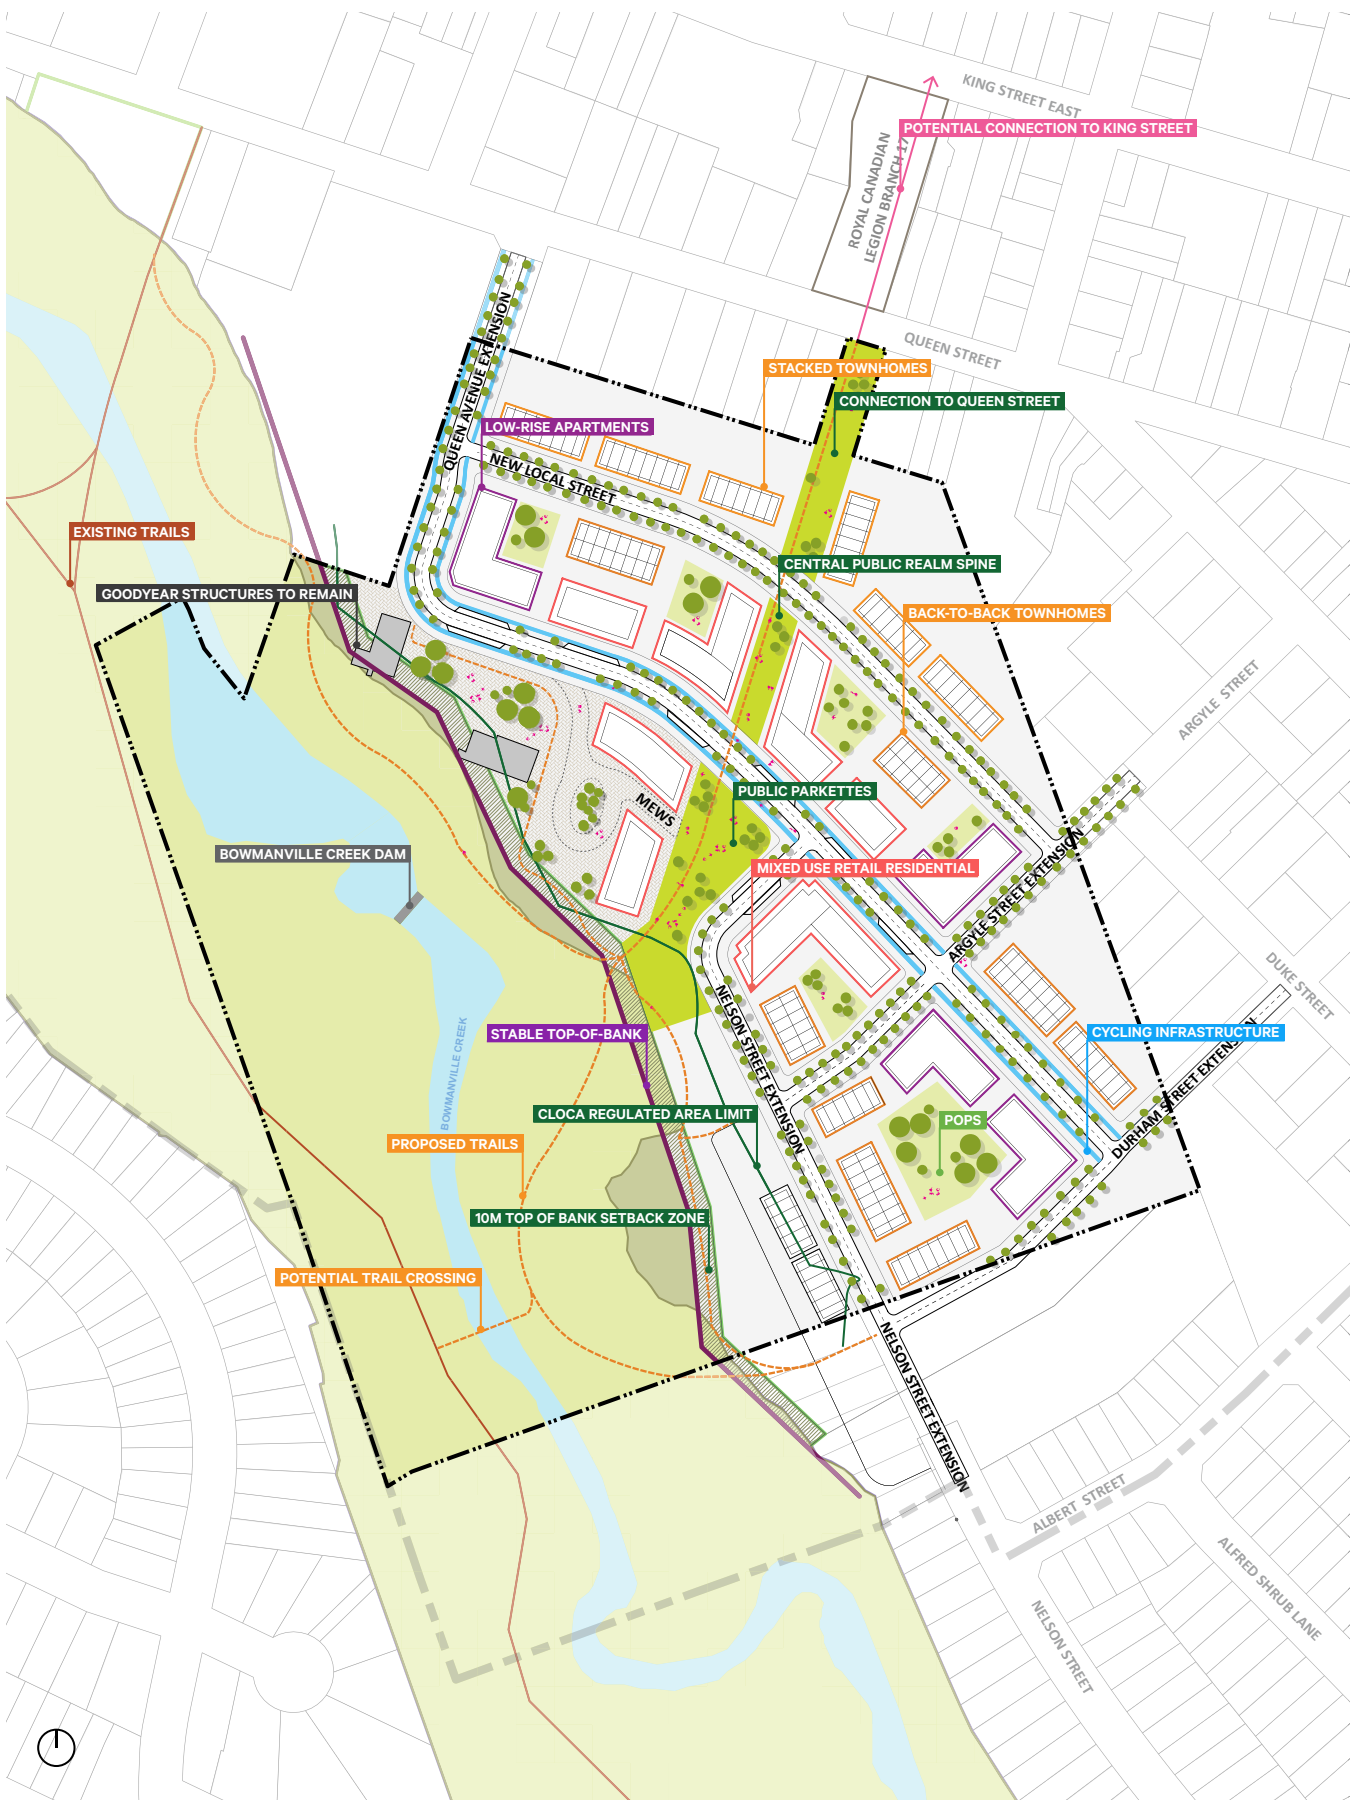 KING STREET EAST
POTENTIAL CONNECTION TO KING STREET
ROYAL CANADIAN
LEGION BRANCH 17
QUEEN STREET
QUEEN AVENUE EXTENSION
STACKED TOWNHOMES
CONNECTION TO QUEEN STREET
LOW-RISE APARTMENTS
NEW LOCAL STREET
EXISTING TRAILS
CENTRAL PUBLIC REALM SPINE
GOODYEAR STRUCTURES TO REMAIN
BACK-TO-BACK TOWNHOMES
ARGYLE STREET
PUBLIC PARKETTES
MEWS
BOWMANVILLE CREEK DAM
MIXED USE RETAIL RESIDENTIAL
ARGYLE STREET EXTENSION
DUKE STREET
NELSON STREET EXTENSION
STABLE TOP-OF-BANK
CYCLING INFRASTRUCTURE
BOWMANVILLE CREEK
DURHAM STREET EXTENSION
CLOCA REGULATED AREA LIMIT
POPS
PROPOSED TRAILS
10M TOP OF BANK SETBACK ZONE
POTENTIAL TRAIL CROSSING
NELSON STREET EXTENSION
ALBERT STREET
ALFRED SHRUB LANE
NELSON STREET